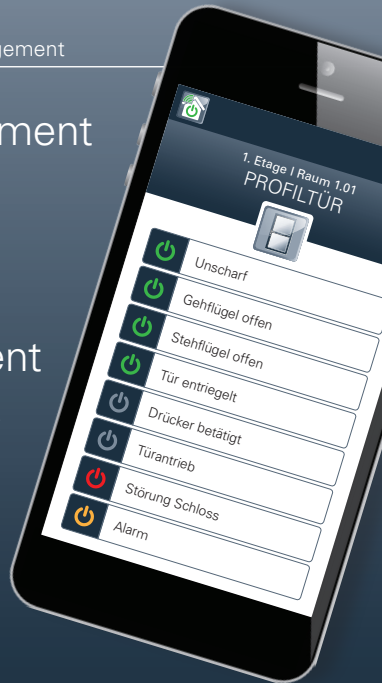 gement
ment
ent
1. Etage I Raum 1.01
PROFILTÜR
Unscharf
Gehflügel offen
Stehflügel offen
Tür entriegelt
Drücker betätigt
Türantrieb
Störung Schloss
Alarm